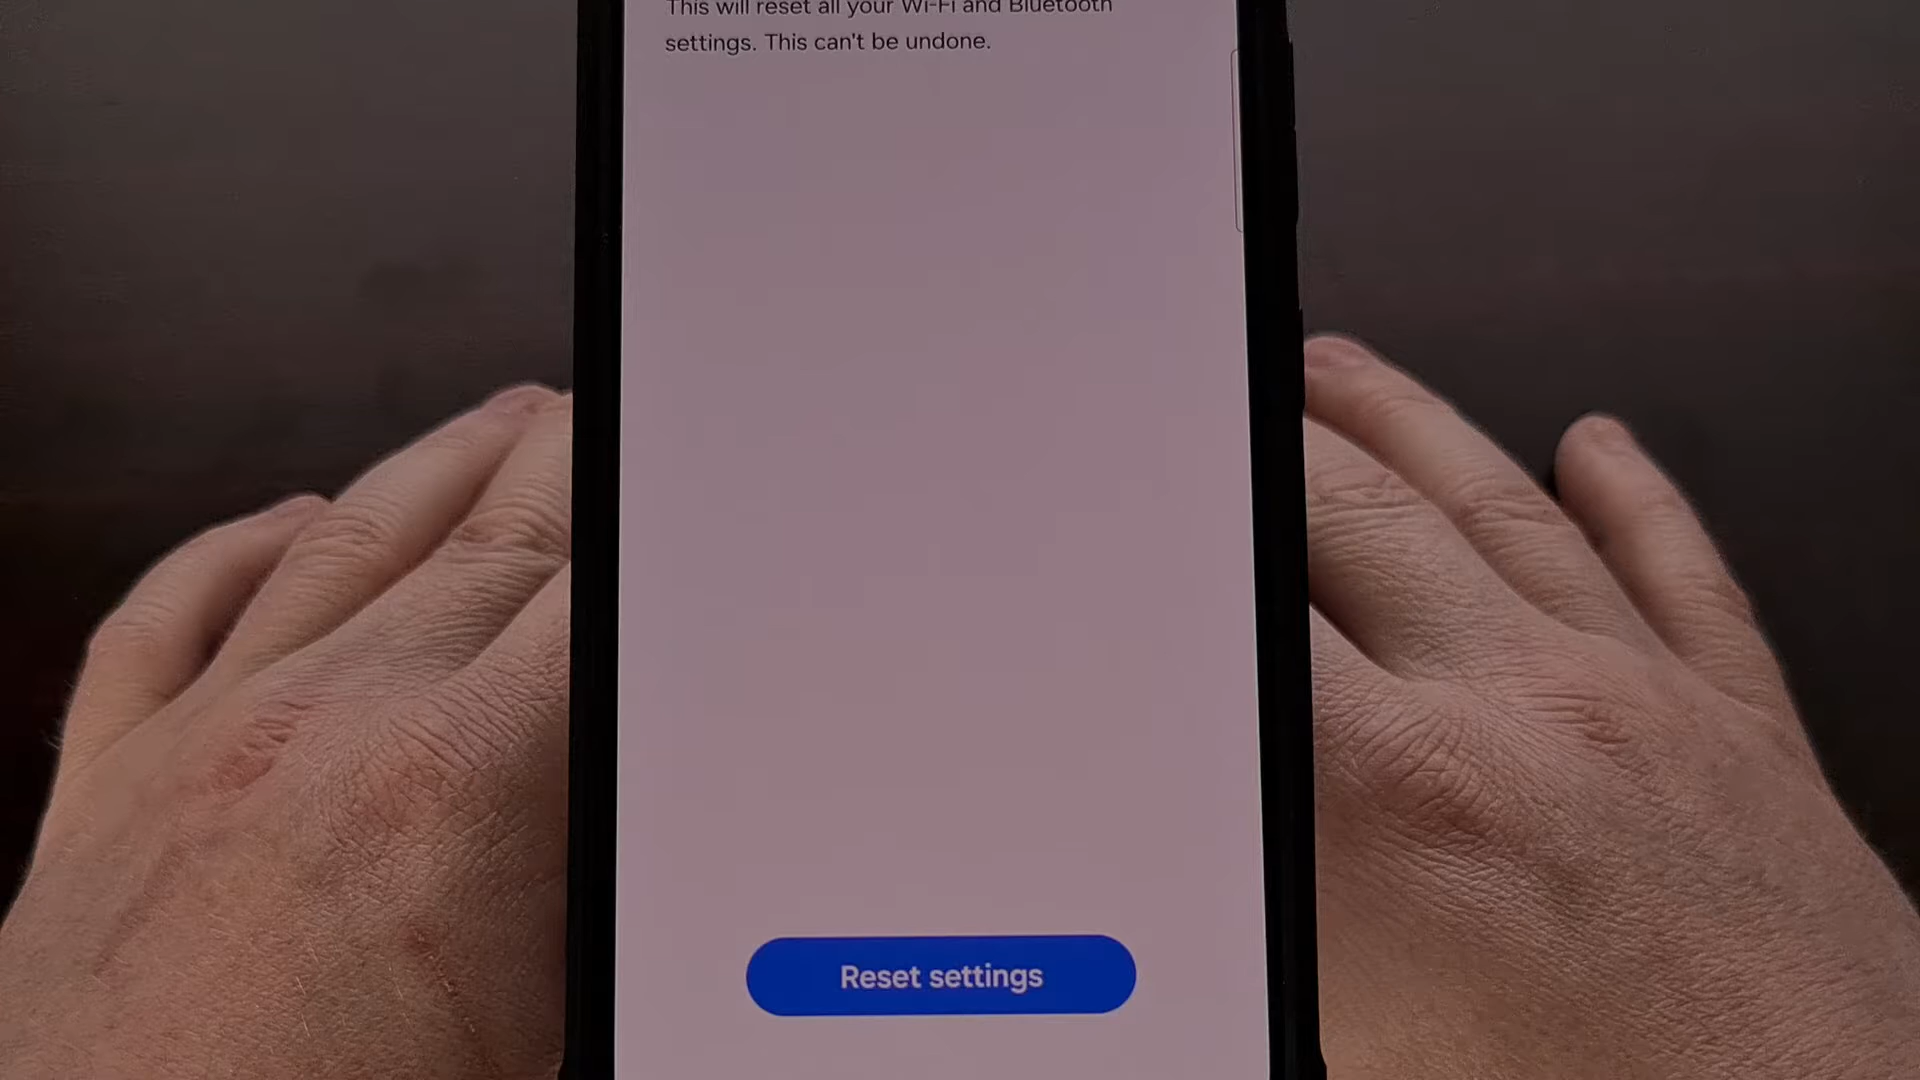 This will reset all your Wi-Fi and Bluetooth
settings. This can't be undone.
Reset settings